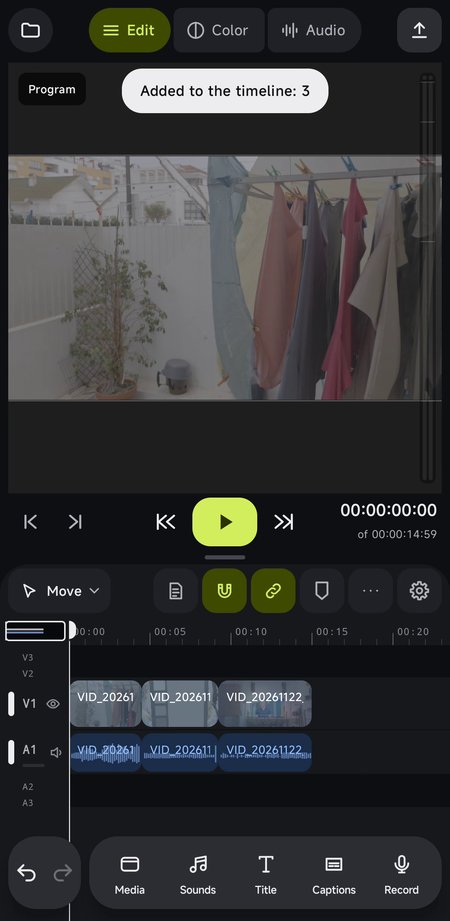 Edit
Color
Audio
Program
Added to the timeline: 3
00:00:00:00
of 00:00:14:59
Move
00:00
00:05
00:10
00:15
00:20
V3
V2
V1
VID_20261
VID_202611
VID_20261122_
A1
VID_20261
VID_202611
VID_20261122_
A2
A3
Media
Sounds
Title
Captions
Record